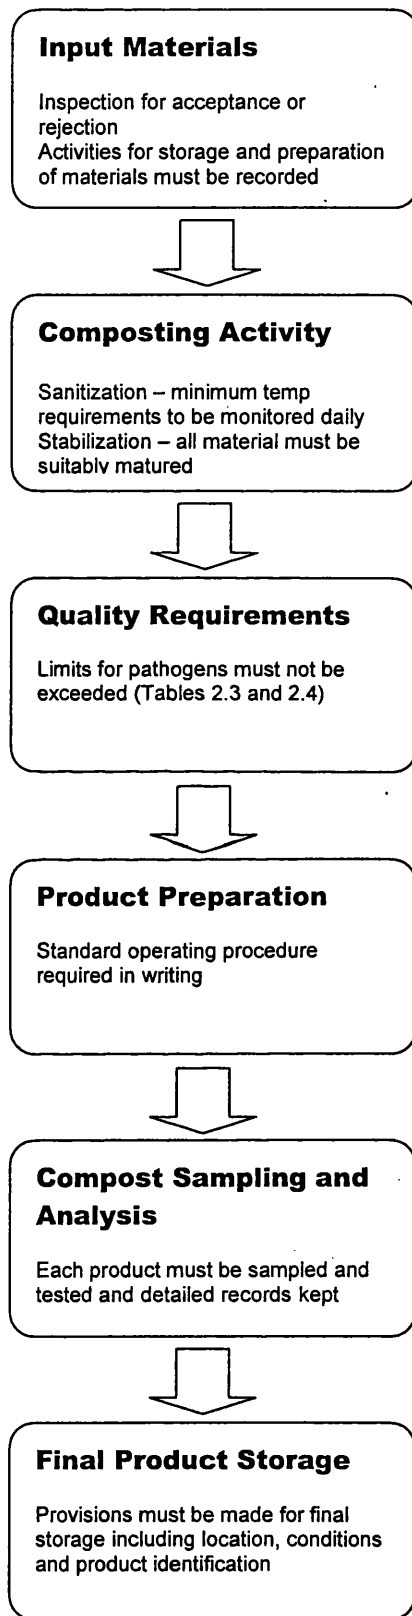 Input Materials
Inspection for acceptance or
rejection
Activities for storage and preparation
of materials must be recorded
Composting Activity
Sanitization – minimum temp
requirements to be monitored daily
Stabilization – all material must be
suitably matured
Quality Requirements
Limits for pathogens must not be
exceeded (Tables 2.3 and 2.4)
Product Preparation
Standard operating procedure
required in writing
Compost Sampling and
Analysis
Each product must be sampled and
tested and detailed records kept
Final Product Storage
Provisions must be made for final
storage including location, conditions
and product identification